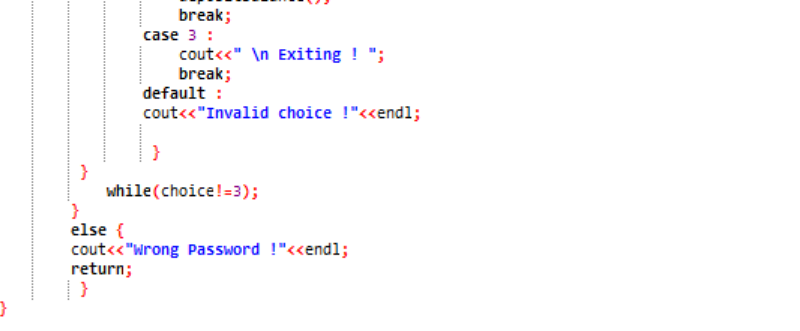 break;
case 3 :
cout<<" \n Exiting ! ";
break;
default :
cout<<"Invalid choice !"<<endl;
}
}
while(choice!=3);
}
else {
cout<<"Wrong Password !"<<endl;
return;
}
}